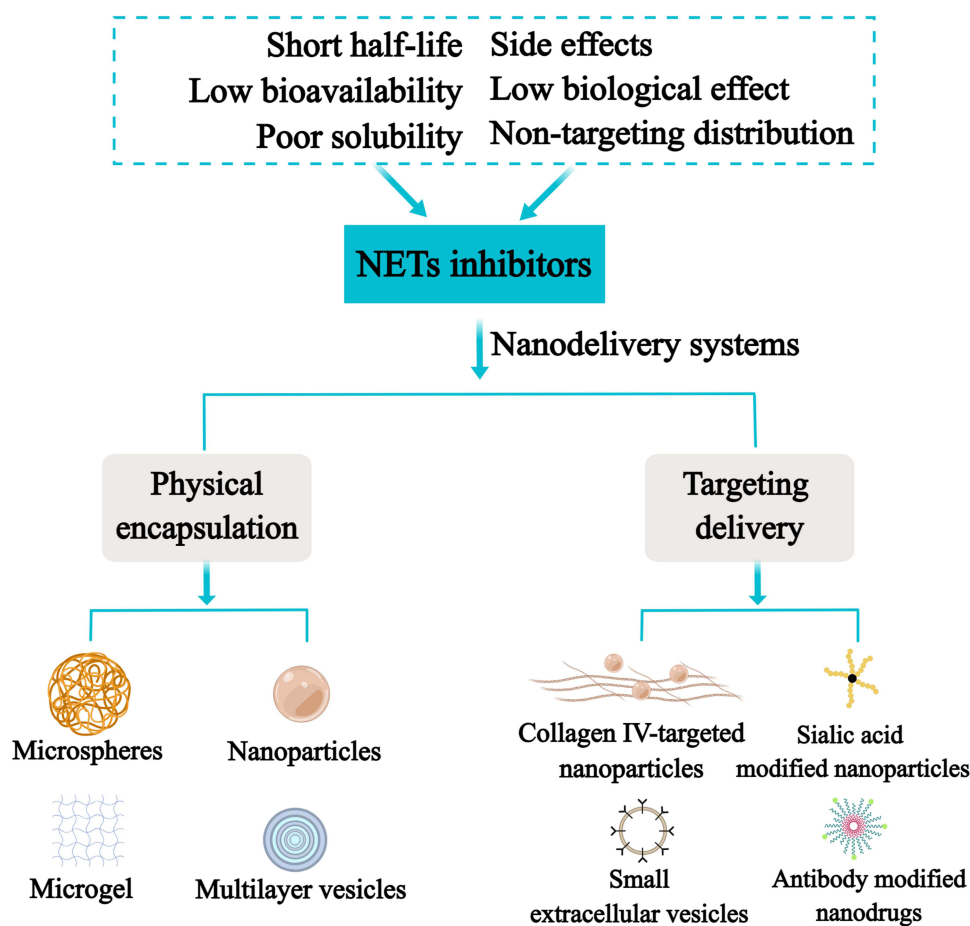 Short half-life
Low bioavailability
Poor solubility
Side effects
Low biological effect
Non-targeting distribution
NETs inhibitors
Nanodelivery systems
Physical
encapsulation
Targeting
delivery
Microspheres
Nanoparticles
Microgel
Multilayer vesicles
Collagen IV-targeted
nanoparticles
Sialic acid
modified nanoparticles
Small
extracellular vesicles
Antibody modified
nanodrugs